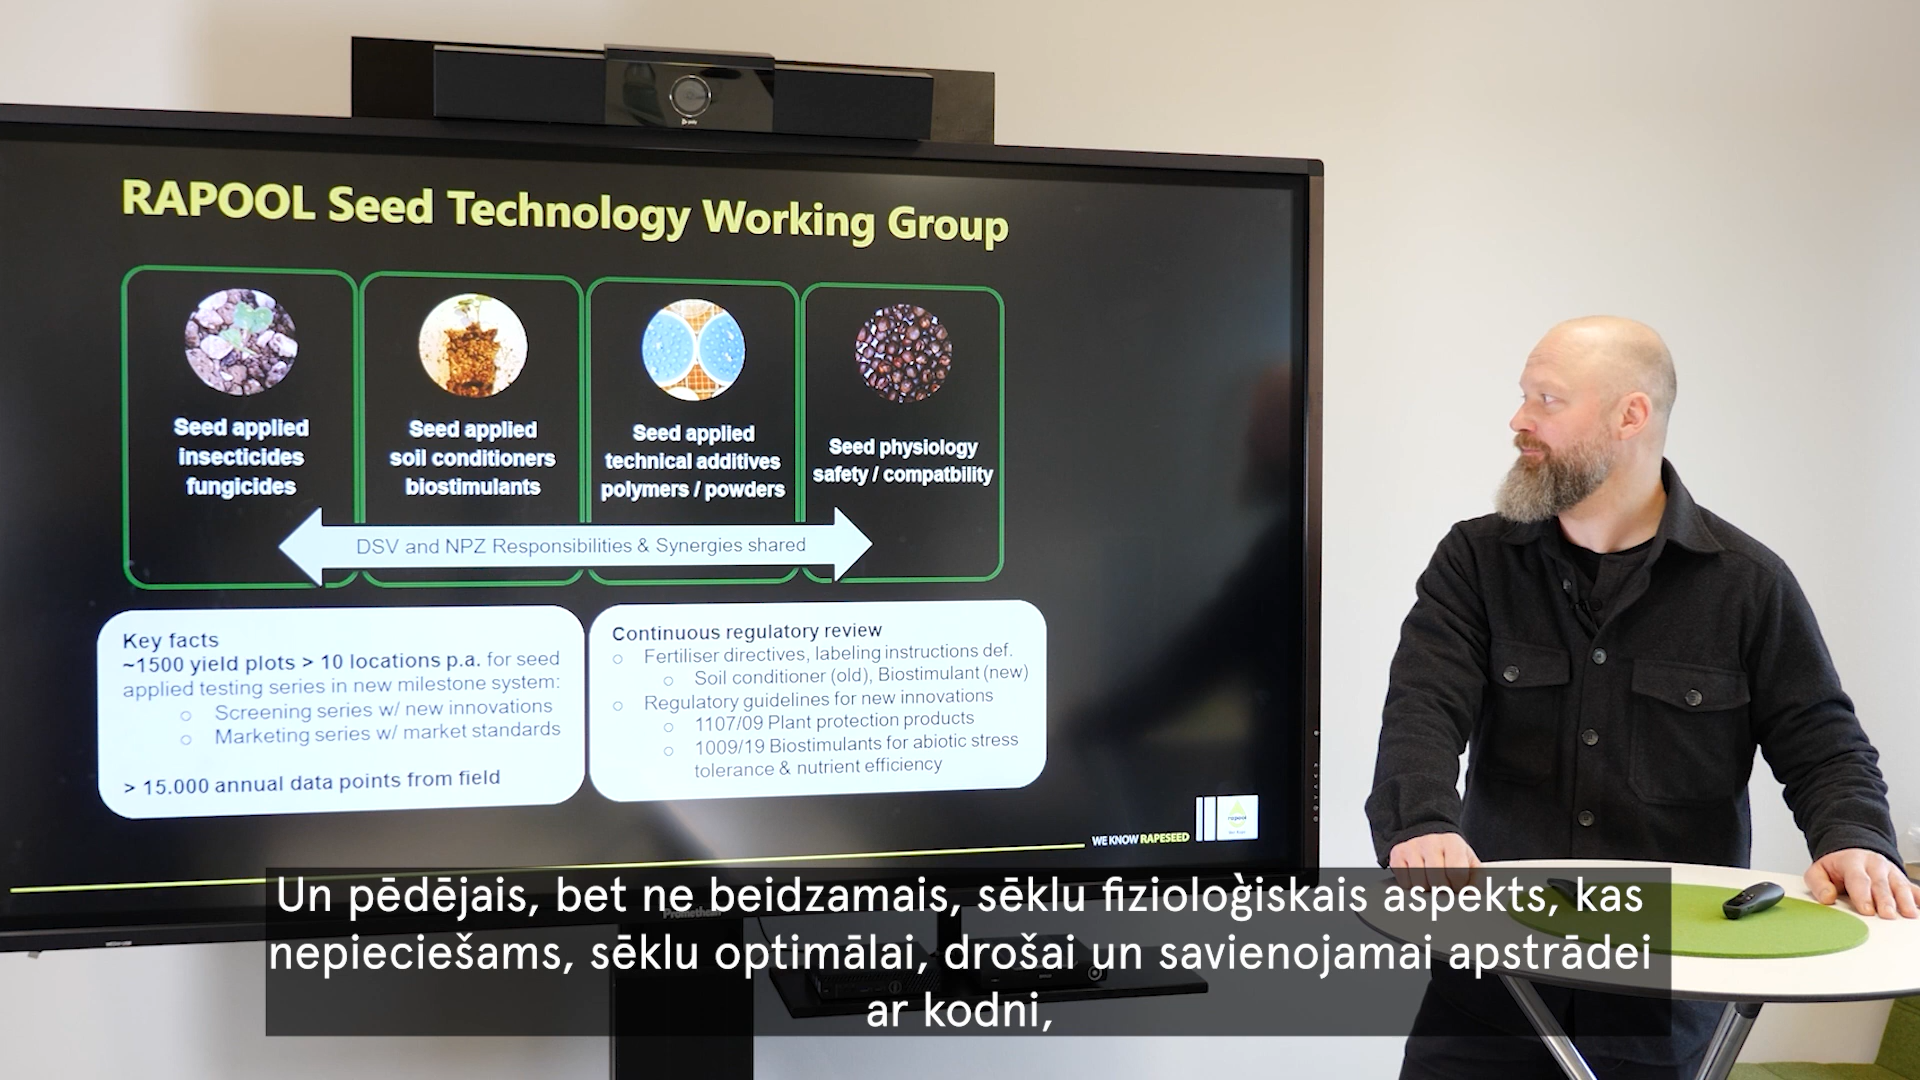 poly
RAPOOL Seed Technology Working Group
Seed applied
insecticides
fungicides
Seed applied
soil conditioners
biostimulants
Seed applied
technical additives
polymers / powders
Seed physiology
safety / compatbility
DSV and NPZ Responsibilities & Synergies shared
Key facts
~1500 yield plots > 10 locations p.a. for seed
applied testing series in new milestone system:
○ Screening series w/ new innovations
○ Marketing series w/ market standards
> 15.000 annual data points from field
Continuous regulatory review
○ Fertiliser directives, labeling instructions def.
○ Soil conditioner (old), Biostimulant (new)
○ Regulatory guidelines for new innovations
○ 1107/09 Plant protection products
○ 1009/19 Biostimulants for abiotic stress
tolerance & nutrient efficiency
WE KNOW RAPESEED
rapool
Promethean
Un pēdējais, bet ne beidzamais, sēklu fizioloģiskais aspekts, kas
nepieciešams, sēklu optimālai, drošai un savienojamai apstrādei
ar kodni,